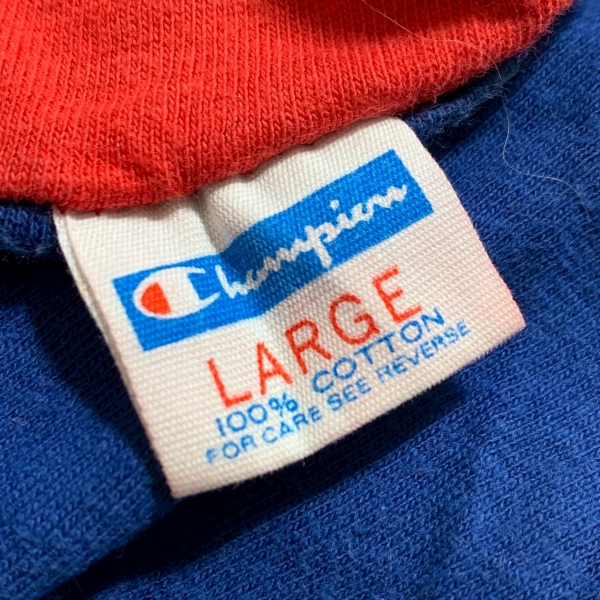 Champion
LARGE
100% COTTON
FOR CARE SEE REVERSE